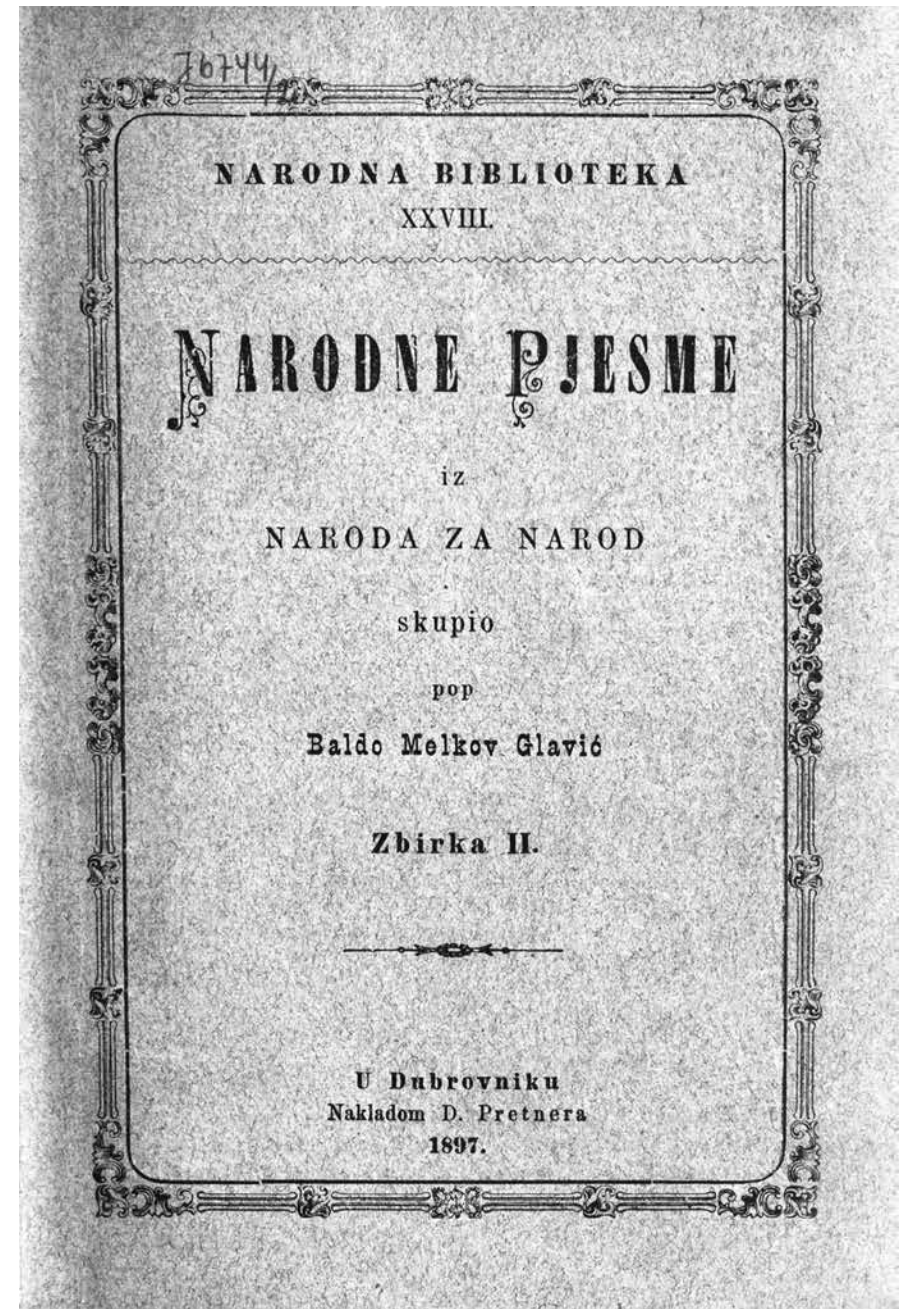 NARODNA BIBLIOTEKA
XXVIII.
NARODNE PJESME
iz
NARODA ZA NAROD
skupio
pop
Baldo Melkov Glavić
Zbirka II.
U Dubrovniku
Nakladom D. Pretnera
1897.